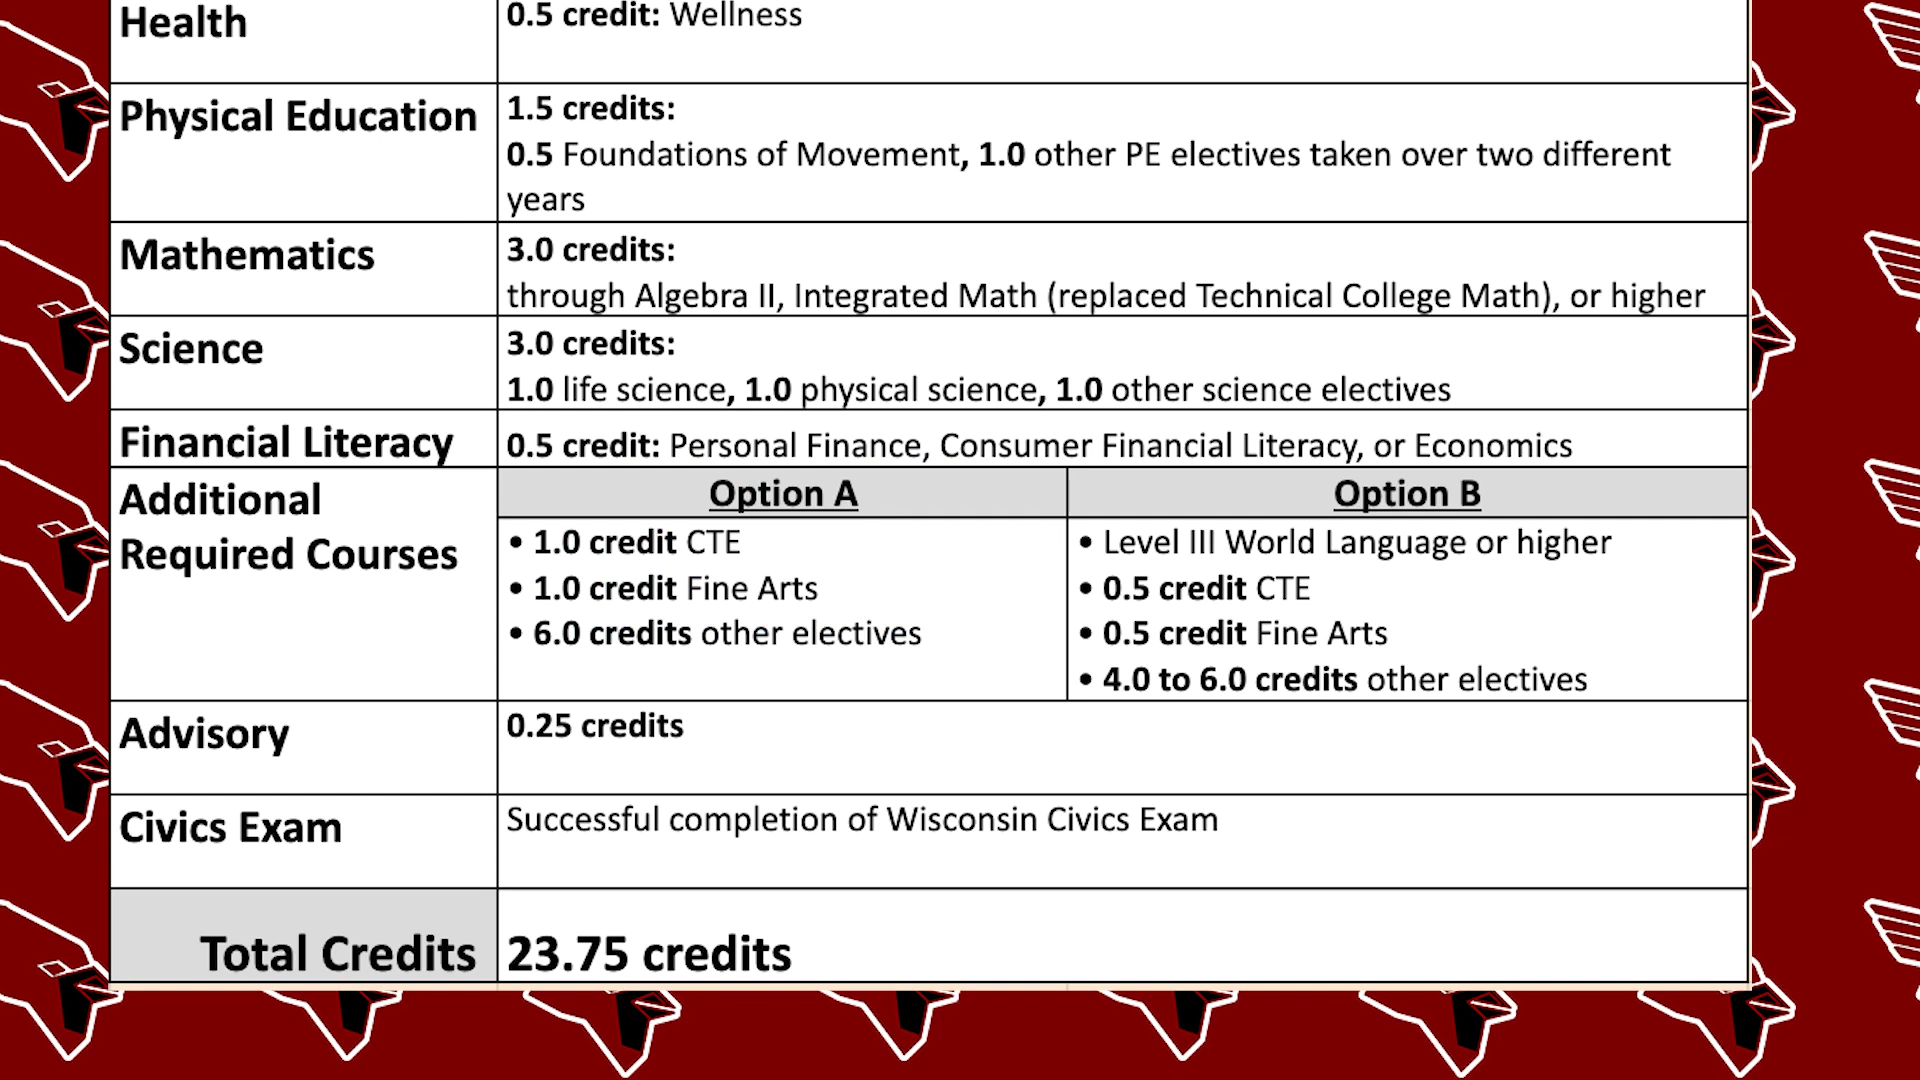 Health
0.5 credit: Wellness
Physical Education
1.5 credits:
0.5 Foundations of Movement, 1.0 other PE electives taken over two different
years
Mathematics
3.0 credits:
through Algebra II, Integrated Math (replaced Technical College Math), or higher
Science
3.0 credits:
1.0 life science, 1.0 physical science, 1.0 other science electives
Financial Literacy
0.5 credit: Personal Finance, Consumer Financial Literacy, or Economics
Additional
Required Courses
Option A
• 1.0 credit CTE
• 1.0 credit Fine Arts
• 6.0 credits other electives
Option B
• Level III World Language or higher
• 0.5 credit CTE
• 0.5 credit Fine Arts
• 4.0 to 6.0 credits other electives
Advisory
0.25 credits
Civics Exam
Successful completion of Wisconsin Civics Exam
Total Credits
23.75 credits